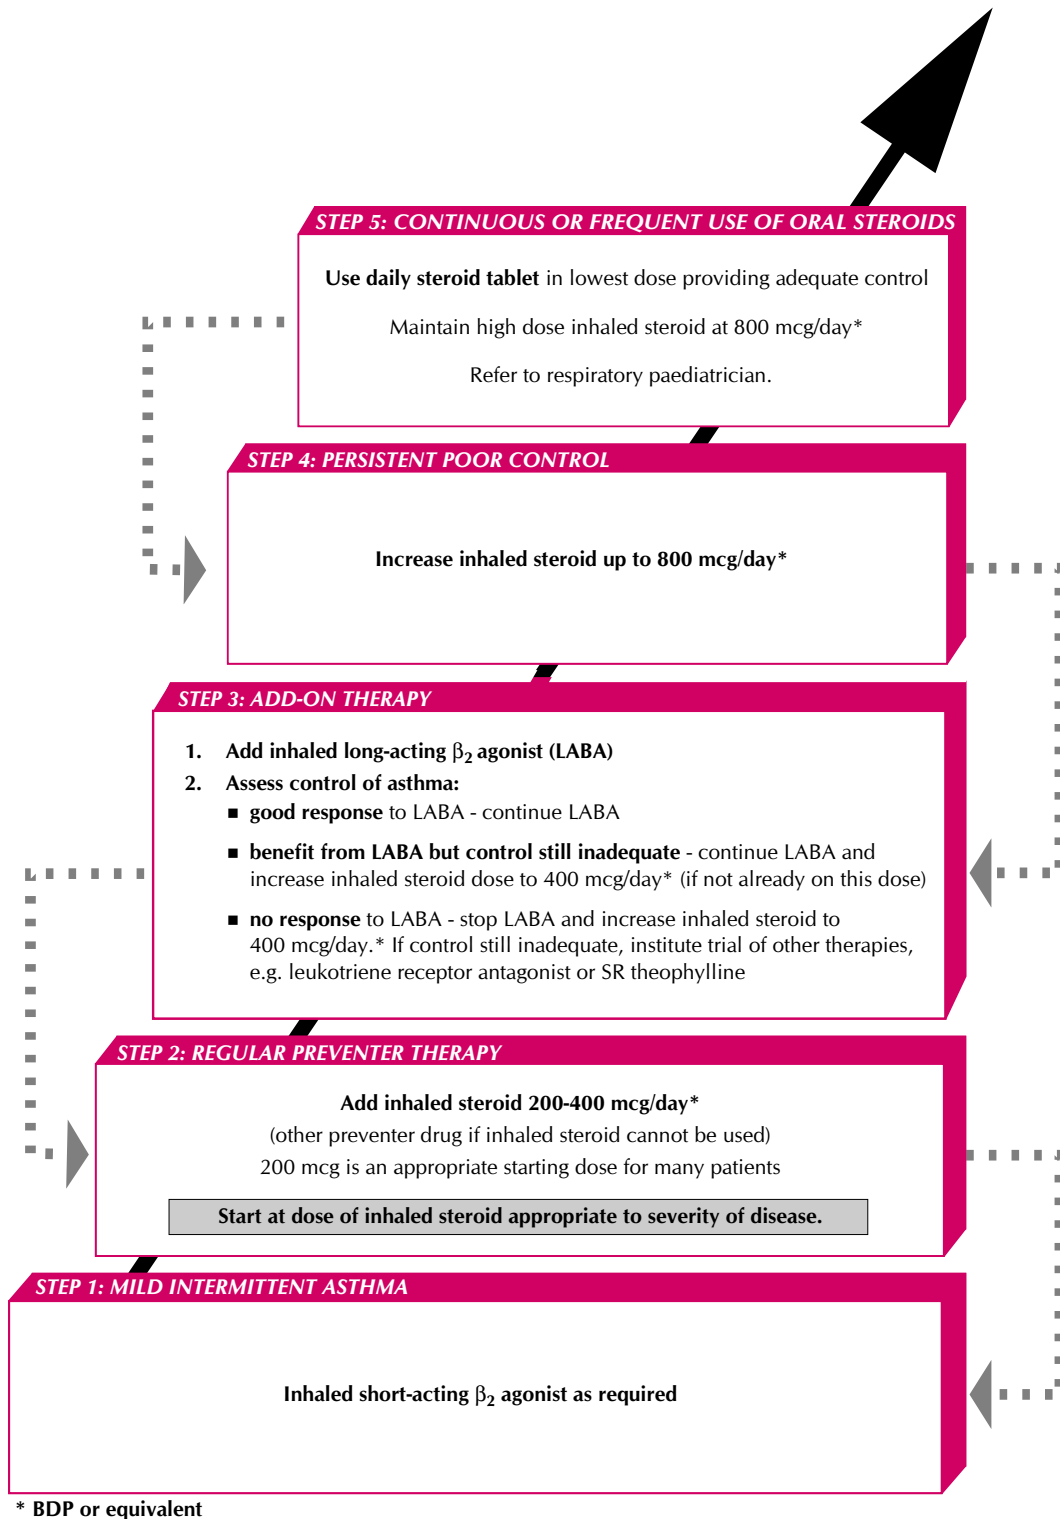 STEP 5: CONTINUOUS OR FREQUENT USE OF ORAL STEROIDS
Use daily steroid tablet in lowest dose providing adequate control
Maintain high dose inhaled steroid at 800 mcg/day*
Refer to respiratory paediatrician.
STEP 4: PERSISTENT POOR CONTROL
Increase inhaled steroid up to 800 mcg/day*
STEP 3: ADD-ON THERAPY
1. Add inhaled long-acting β2 agonist (LABA)
2. Assess control of asthma:
■ good response to LABA - continue LABA
■ benefit from LABA but control still inadequate - continue LABA and
increase inhaled steroid dose to 400 mcg/day* (if not already on this dose)
■ no response to LABA - stop LABA and increase inhaled steroid to
400 mcg/day.* If control still inadequate, institute trial of other therapies,
e.g. leukotriene receptor antagonist or SR theophylline
STEP 2: REGULAR PREVENTER THERAPY
Add inhaled steroid 200-400 mcg/day*
(other preventer drug if inhaled steroid cannot be used)
200 mcg is an appropriate starting dose for many patients
Start at dose of inhaled steroid appropriate to severity of disease.
STEP 1: MILD INTERMITTENT ASTHMA
Inhaled short-acting β2 agonist as required
* BDP or equivalent